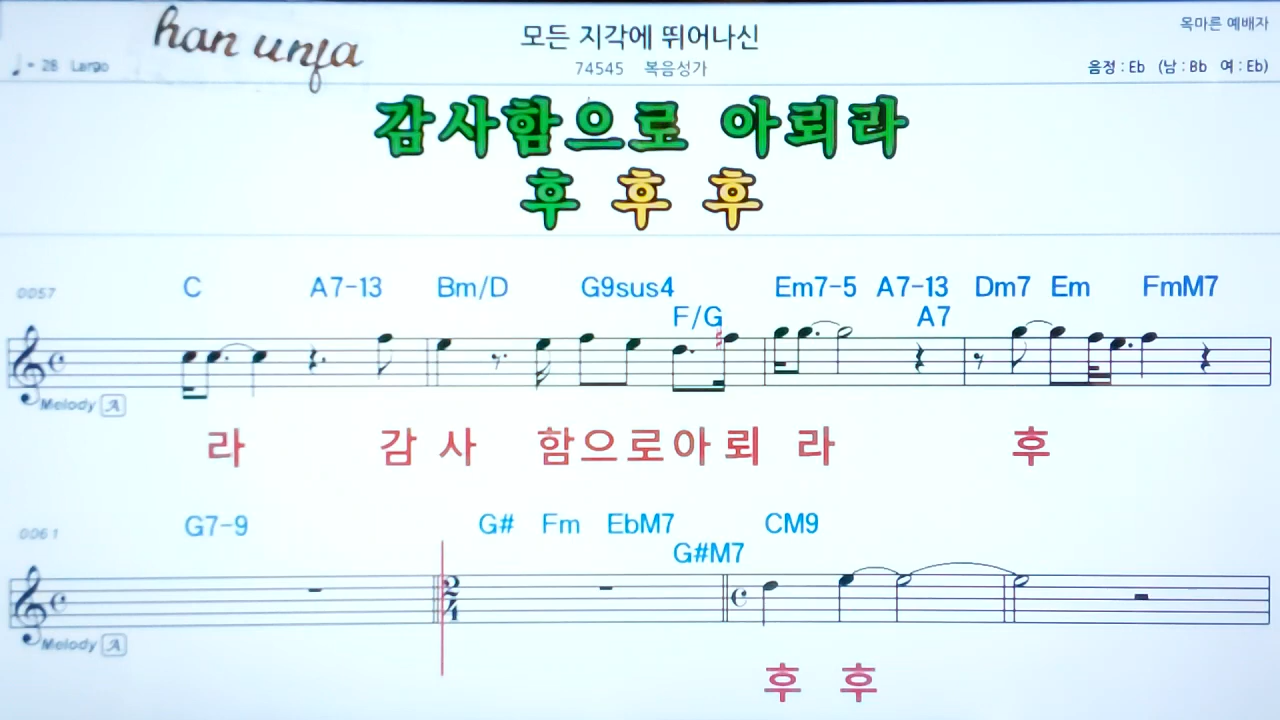 han unja
모든 지각에 뛰어나신
목마른 예배자
♩= 28 Largo
74545 복음성가
음정 : Eb (남 : Bb 여 : Eb)
감사함으로 아뢰라
후 후 후
0057
C A7-13 Bm/D G9sus4 Em7-5 A7-13 Dm7 Em FmM7
F/G A7
Melody A
라 감 사 함으로아 뢰 라 후
0061
G7-9 G# Fm EbM7 CM9
G#M7
2/4
Melody A
후 후